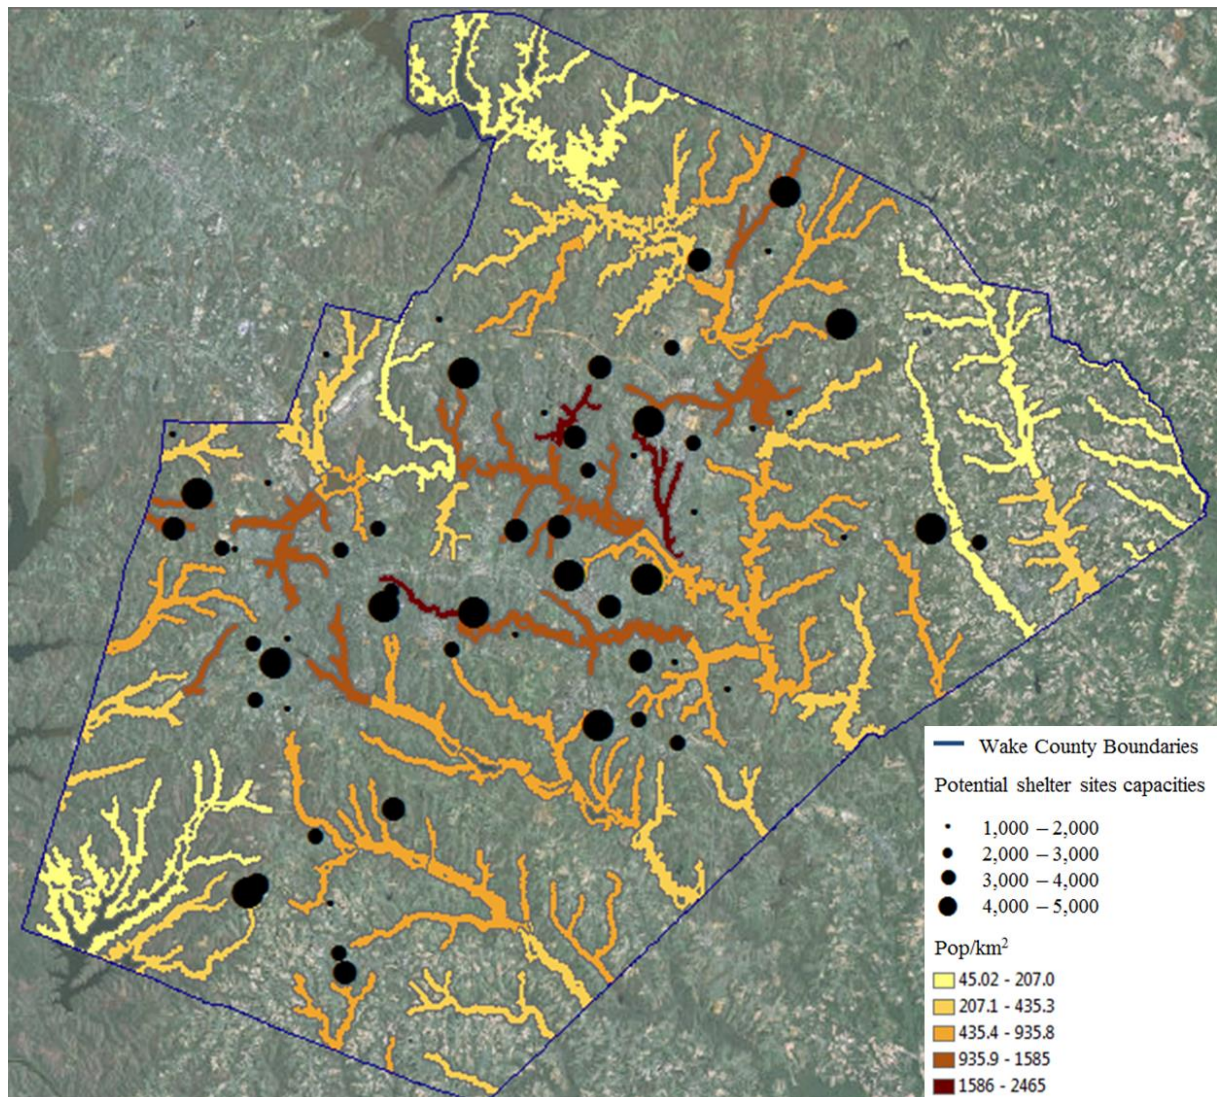 Wake County Boundaries
Potential shelter sites capacities
1,000 – 2,000
2,000 – 3,000
3,000 – 4,000
4,000 – 5,000
Pop/km²
45.02 - 207.0
207.1 - 435.3
435.4 - 935.8
935.9 - 1585
1586 - 2465